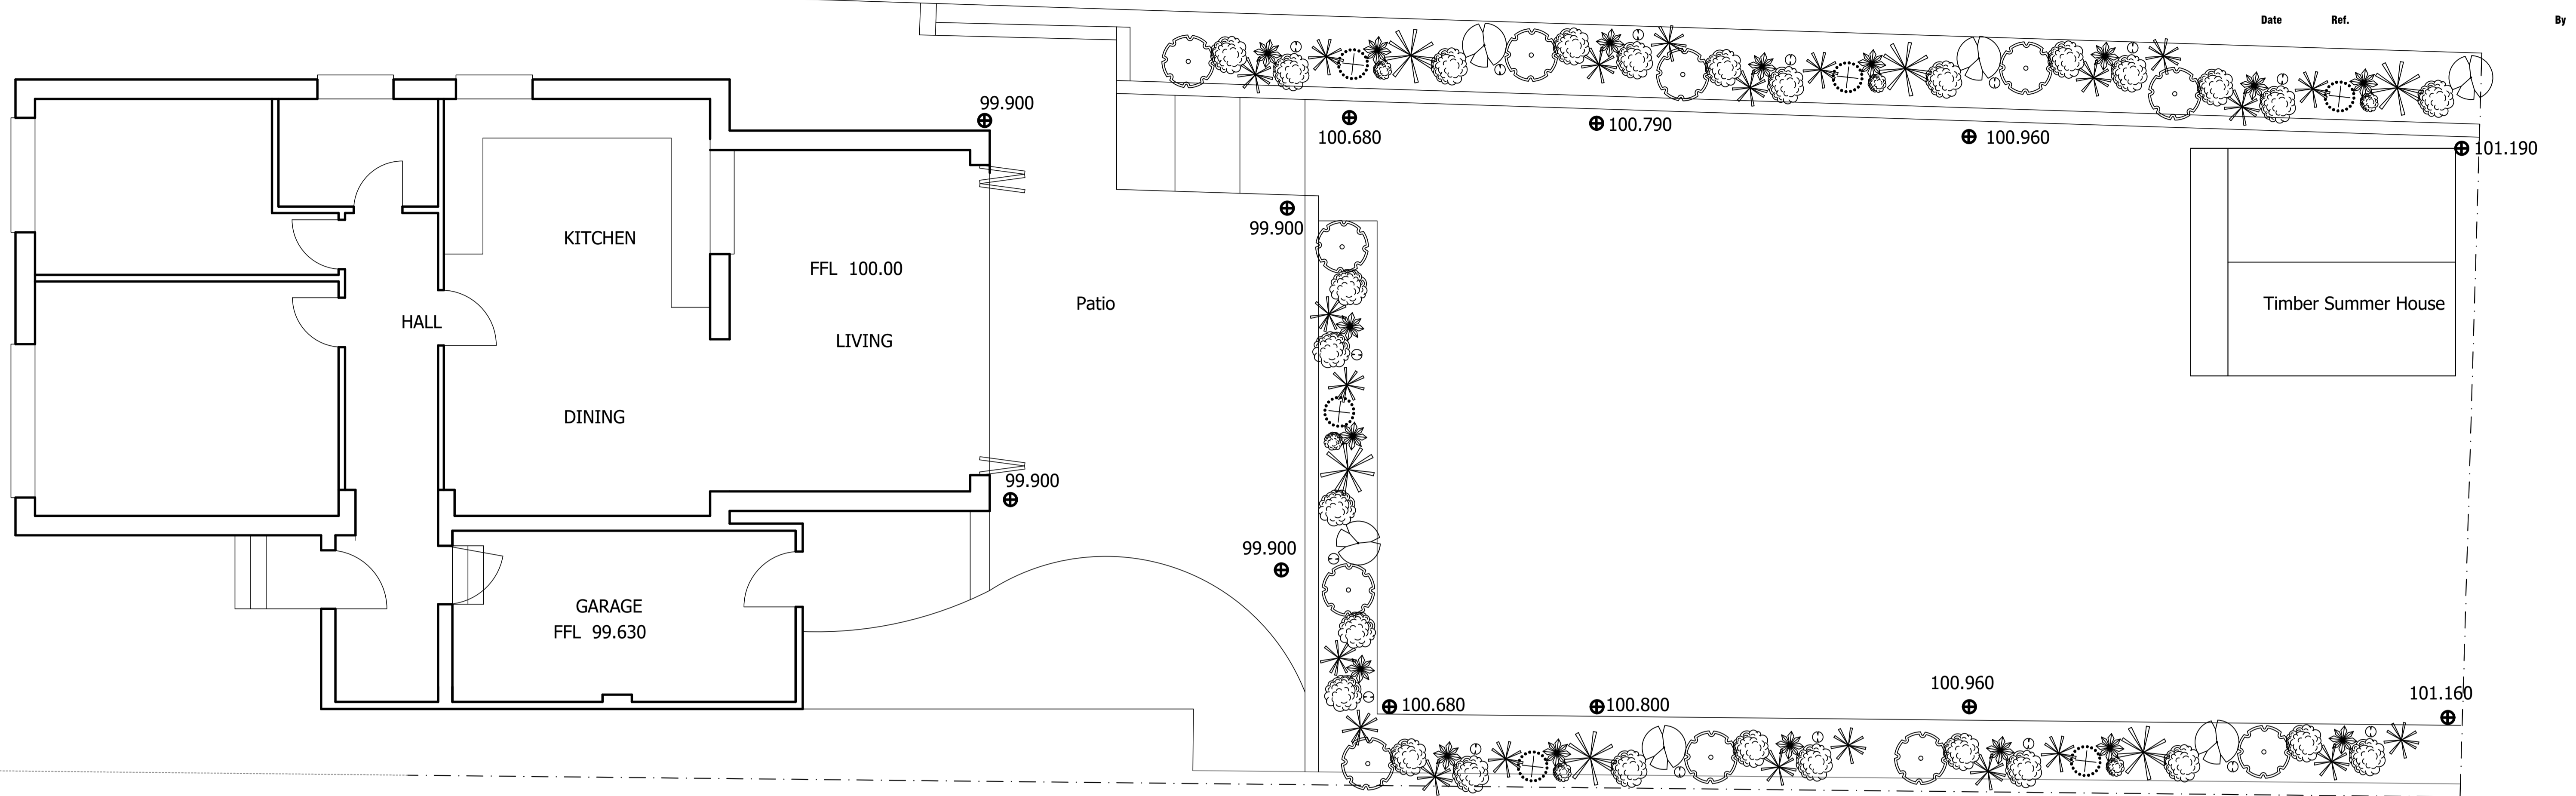 Date Ref. By
99.900
100.680
100.790
100.960
101.190
99.900
KITCHEN
FFL 100.00
Patio
Timber Summer House
HALL
LIVING
DINING
99.900
99.900
GARAGE
FFL 99.630
100.680
100.800
100.960
101.160